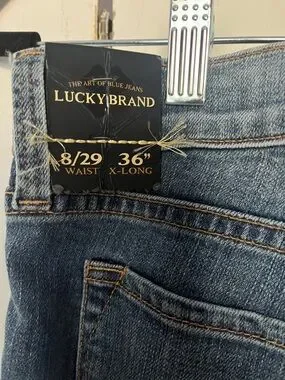 THE ART OF BLUE JEANS
LUCKY BRAND
8/29 36"
WAIST X-LONG